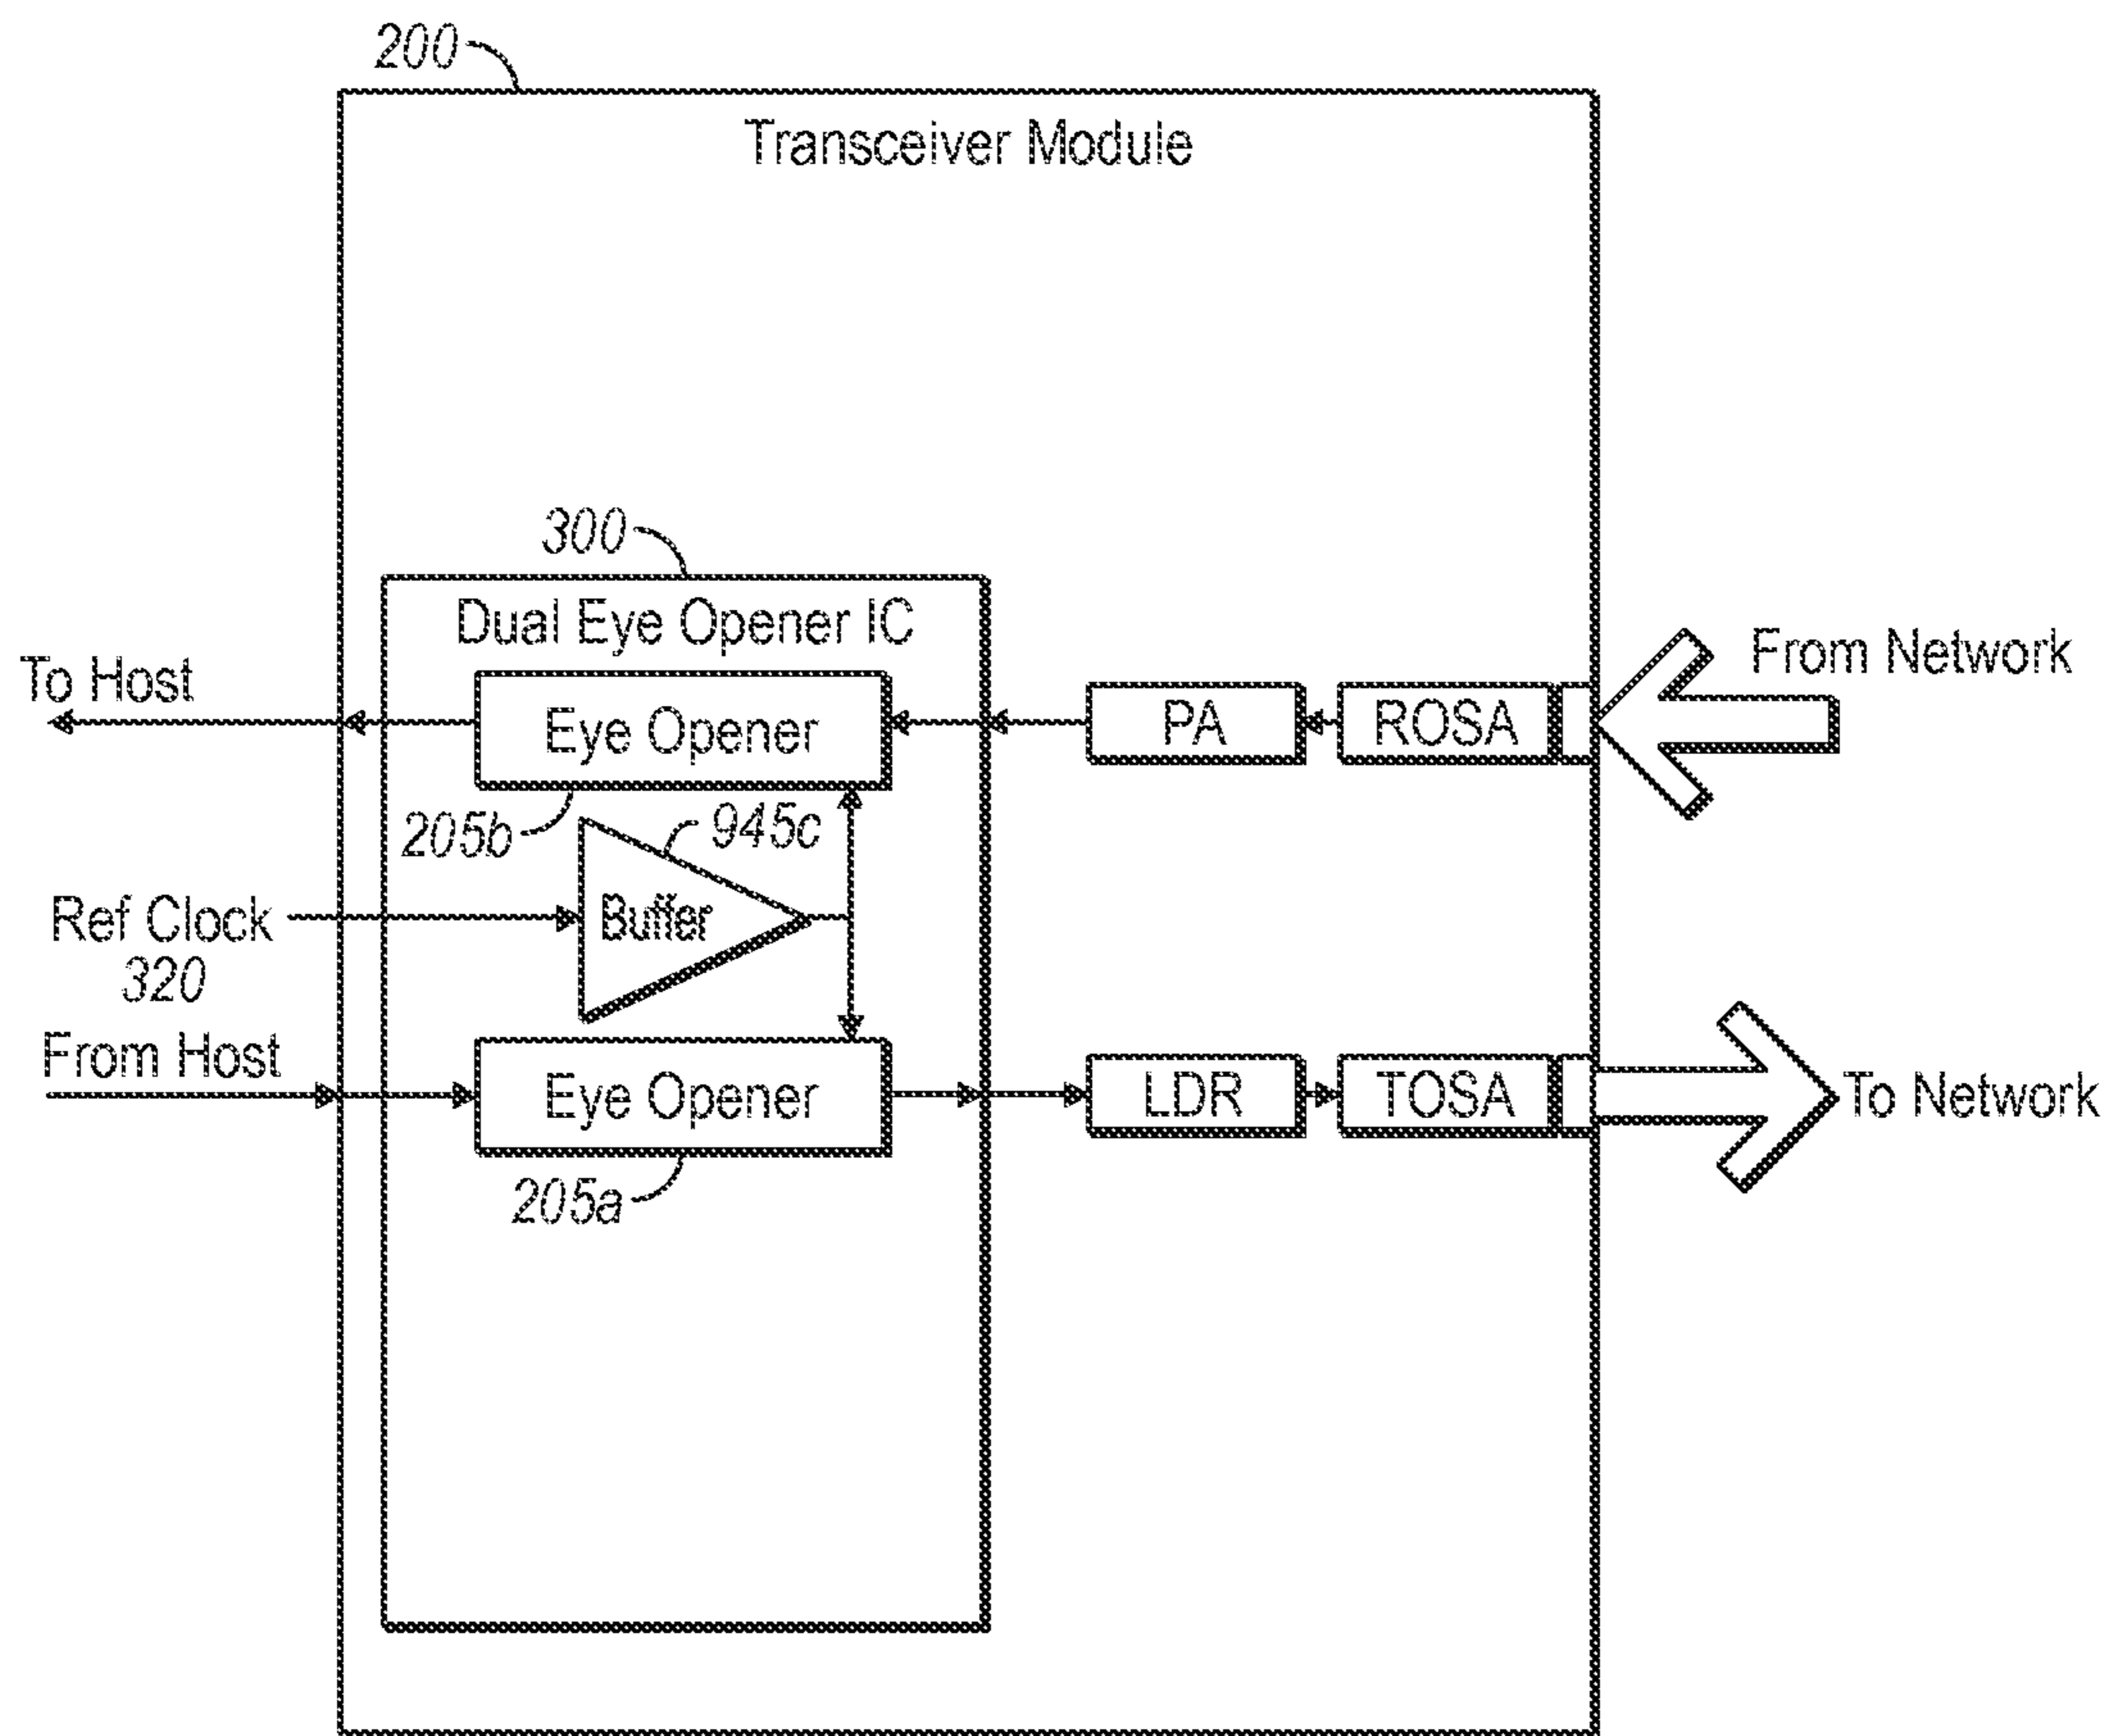 200
Transceiver Module
300
Dual Eye Opener IC
To Host
Eye Opener
PA
ROSA
From Network
205b
945c
Ref Clock
320
Buffer
From Host
Eye Opener
LDR
TOSA
To Network
205a